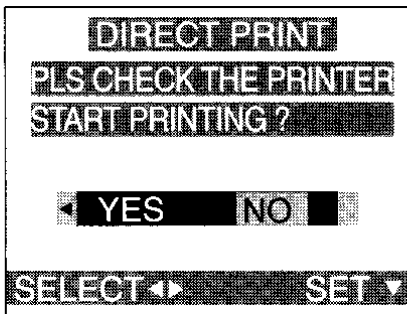 DIRECT PRINT
PLS CHECK THE PRINTER
START PRINTING ?
◀ YES NO
SELECT◀▶ SET ▼